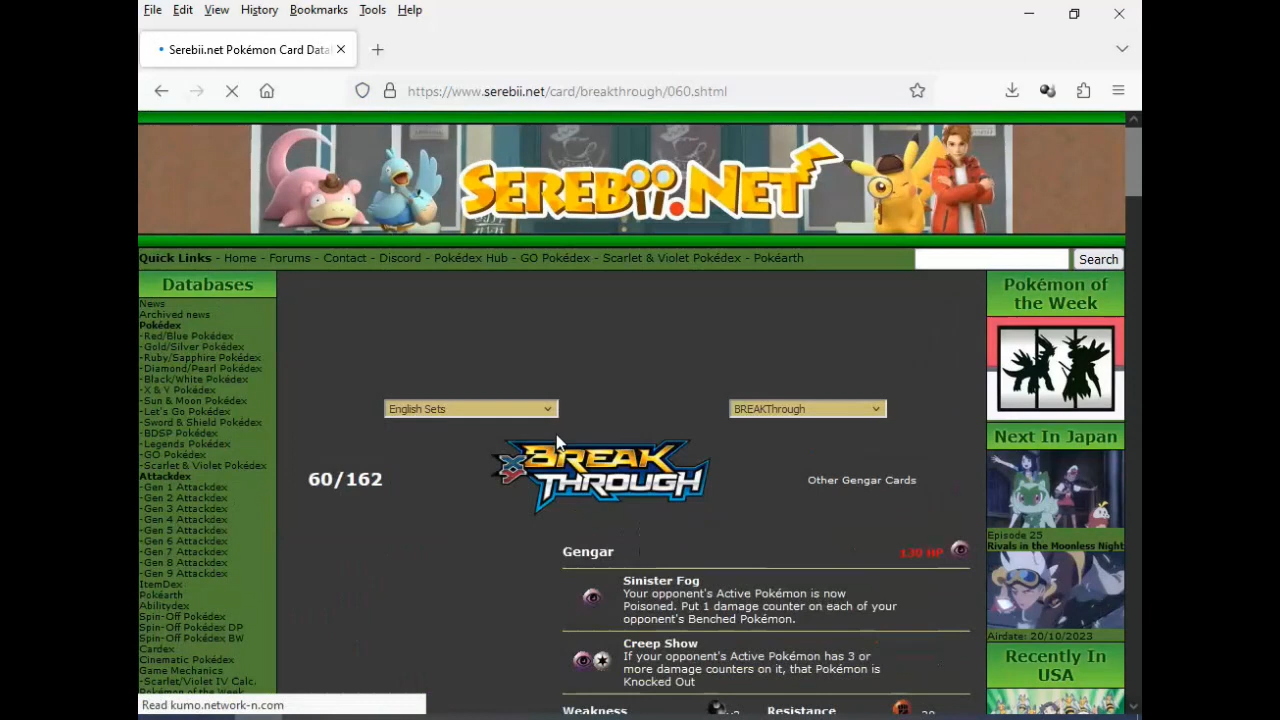 File Edit View History Bookmarks Tools Help
Serebii.net Pokémon Card Data
https://www.serebii.net/card/breakthrough/060.shtml
SEREBii.NET
Quick Links - Home - Forums - Contact - Discord - Pokédex Hub - GO Pokédex - Scarlet & Violet Pokédex - Pokéarth
Search
Databases
News
Archived news
Pokédex
-Red/Blue Pokédex
-Gold/Silver Pokédex
-Ruby/Sapphire Pokédex
-Diamond/Pearl Pokédex
-Black/White Pokédex
-X & Y Pokédex
-Sun & Moon Pokédex
-Let's Go Pokédex
-Sword & Shield Pokédex
-BDSP Pokédex
-Legends Pokédex
-GO Pokédex
-Scarlet & Violet Pokédex
Attackdex
-Gen 1 Attackdex
-Gen 2 Attackdex
-Gen 3 Attackdex
-Gen 4 Attackdex
-Gen 5 Attackdex
-Gen 6 Attackdex
-Gen 7 Attackdex
-Gen 8 Attackdex
-Gen 9 Attackdex
ItemDex
Pokéarth
Abilitydex
Spin-Off Pokédex
Spin-Off Pokédex DP
Spin-Off Pokédex BW
Cardex
Cinematic Pokédex
Game Mechanics
-Scarlet/Violet IV Calc.
Pokémon of the Week
Read kumo.network-n.com
English Sets
BREAKThrough
60/162
XY BREAK
THROUGH
Other Gengar Cards
Gengar
130 HP
Sinister Fog
Your opponent's Active Pokémon is now
Poisoned. Put 1 damage counter on each of your
opponent's Benched Pokémon.
Creep Show
If your opponent's Active Pokémon has 3 or
more damage counters on it, that Pokémon is
Knocked Out
Weakness
x2
Resistance
-20
Pokémon of
the Week
Next In Japan
Episode 25
Rivals in the Moonless Night
Airdate: 20/10/2023
Recently In
USA